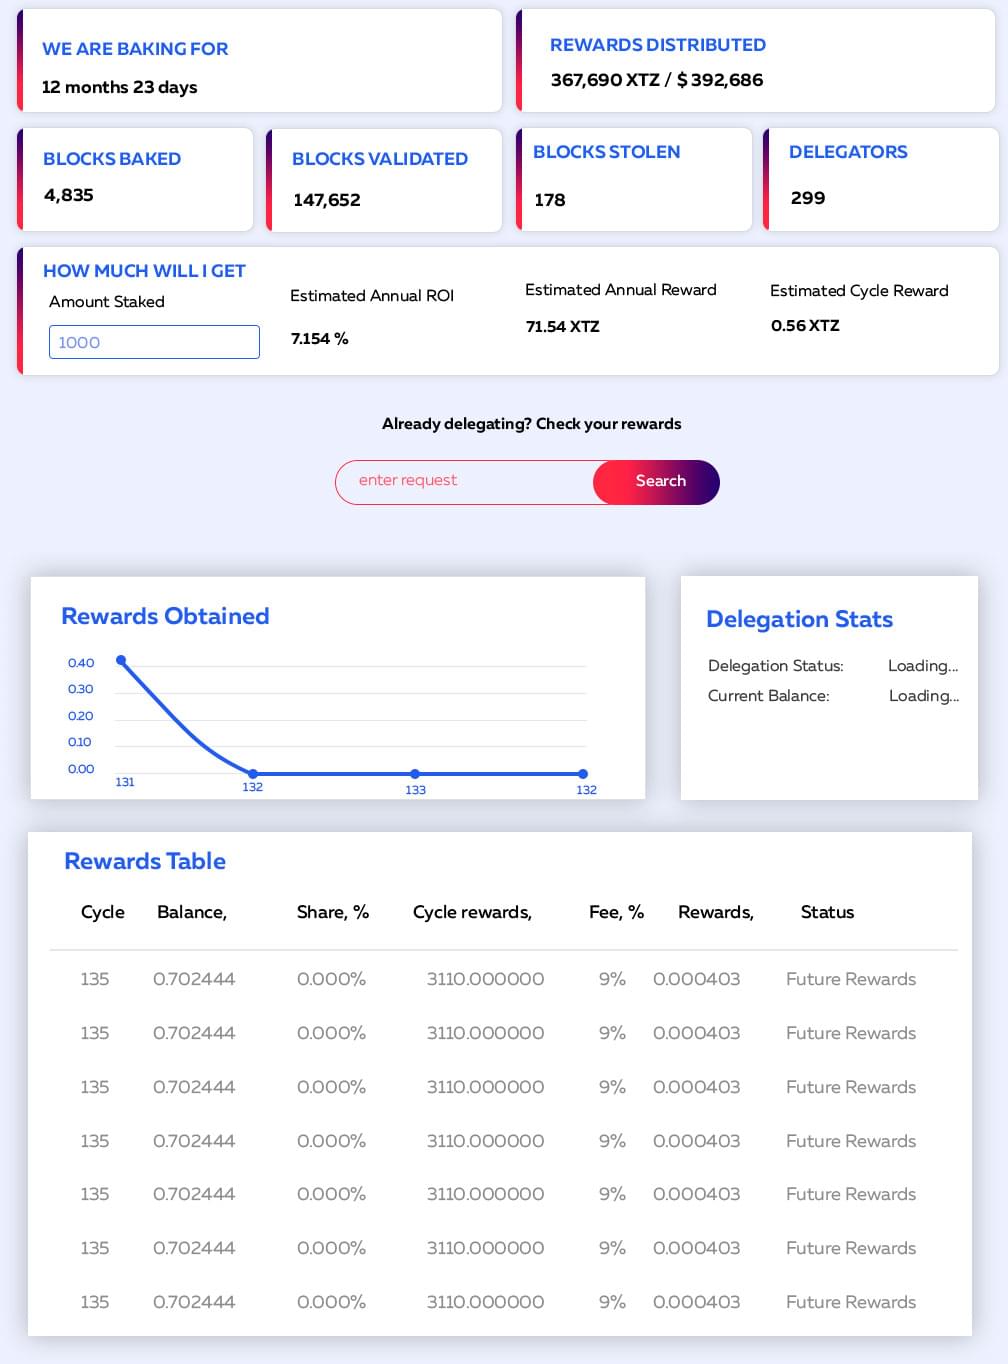 WE ARE BAKING FOR
12 months 23 days
REWARDS DISTRIBUTED
367,690 XTZ / $ 392,686
BLOCKS BAKED
4,835
BLOCKS VALIDATED
147,652
BLOCKS STOLEN
178
DELEGATORS
299
HOW MUCH WILL I GET
Amount Staked
1000
Estimated Annual ROI
7.154 %
Estimated Annual Reward
71.54 XTZ
Estimated Cycle Reward
0.56 XTZ
Already delegating? Check your rewards
enter request
Search
Rewards Obtained
0.40
0.30
0.20
0.10
0.00
131 132 133 132
Delegation Stats
Delegation Status: Loading...
Current Balance: Loading...
Rewards Table
Cycle Balance, Share, % Cycle rewards, Fee, % Rewards, Status
135 0.702444 0.000% 3110.000000 9% 0.000403 Future Rewards
135 0.702444 0.000% 3110.000000 9% 0.000403 Future Rewards
135 0.702444 0.000% 3110.000000 9% 0.000403 Future Rewards
135 0.702444 0.000% 3110.000000 9% 0.000403 Future Rewards
135 0.702444 0.000% 3110.000000 9% 0.000403 Future Rewards
135 0.702444 0.000% 3110.000000 9% 0.000403 Future Rewards
135 0.702444 0.000% 3110.000000 9% 0.000403 Future Rewards